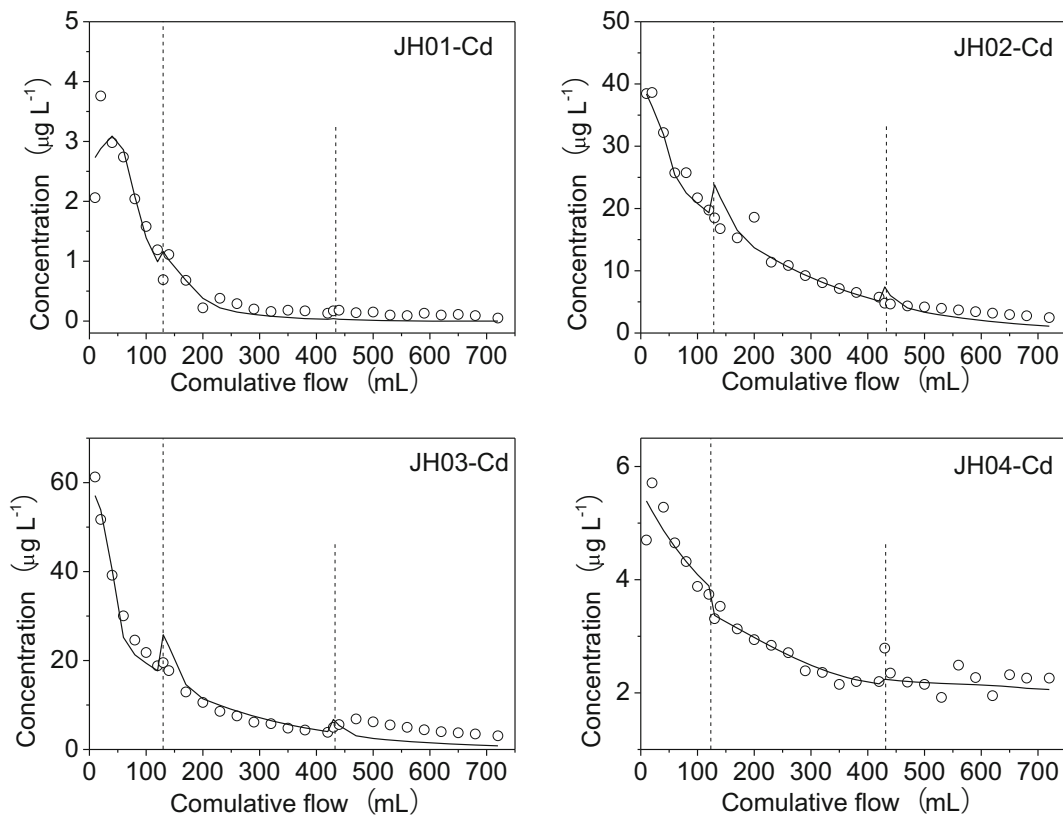 JH01-Cd
5
4
3
2
1
0
Concentration (μg L⁻¹)
0 100 200 300 400 500 600 700
Comulative flow (mL)
JH02-Cd
50
40
30
20
10
0
Concentration (μg L⁻¹)
0 100 200 300 400 500 600 700
Comulative flow (mL)
JH03-Cd
60
40
20
0
Concentration (μg L⁻¹)
0 100 200 300 400 500 600 700
Comulative flow (mL)
JH04-Cd
6
4
2
Concentration (μg L⁻¹)
0 100 200 300 400 500 600 700
Comulative flow (mL)